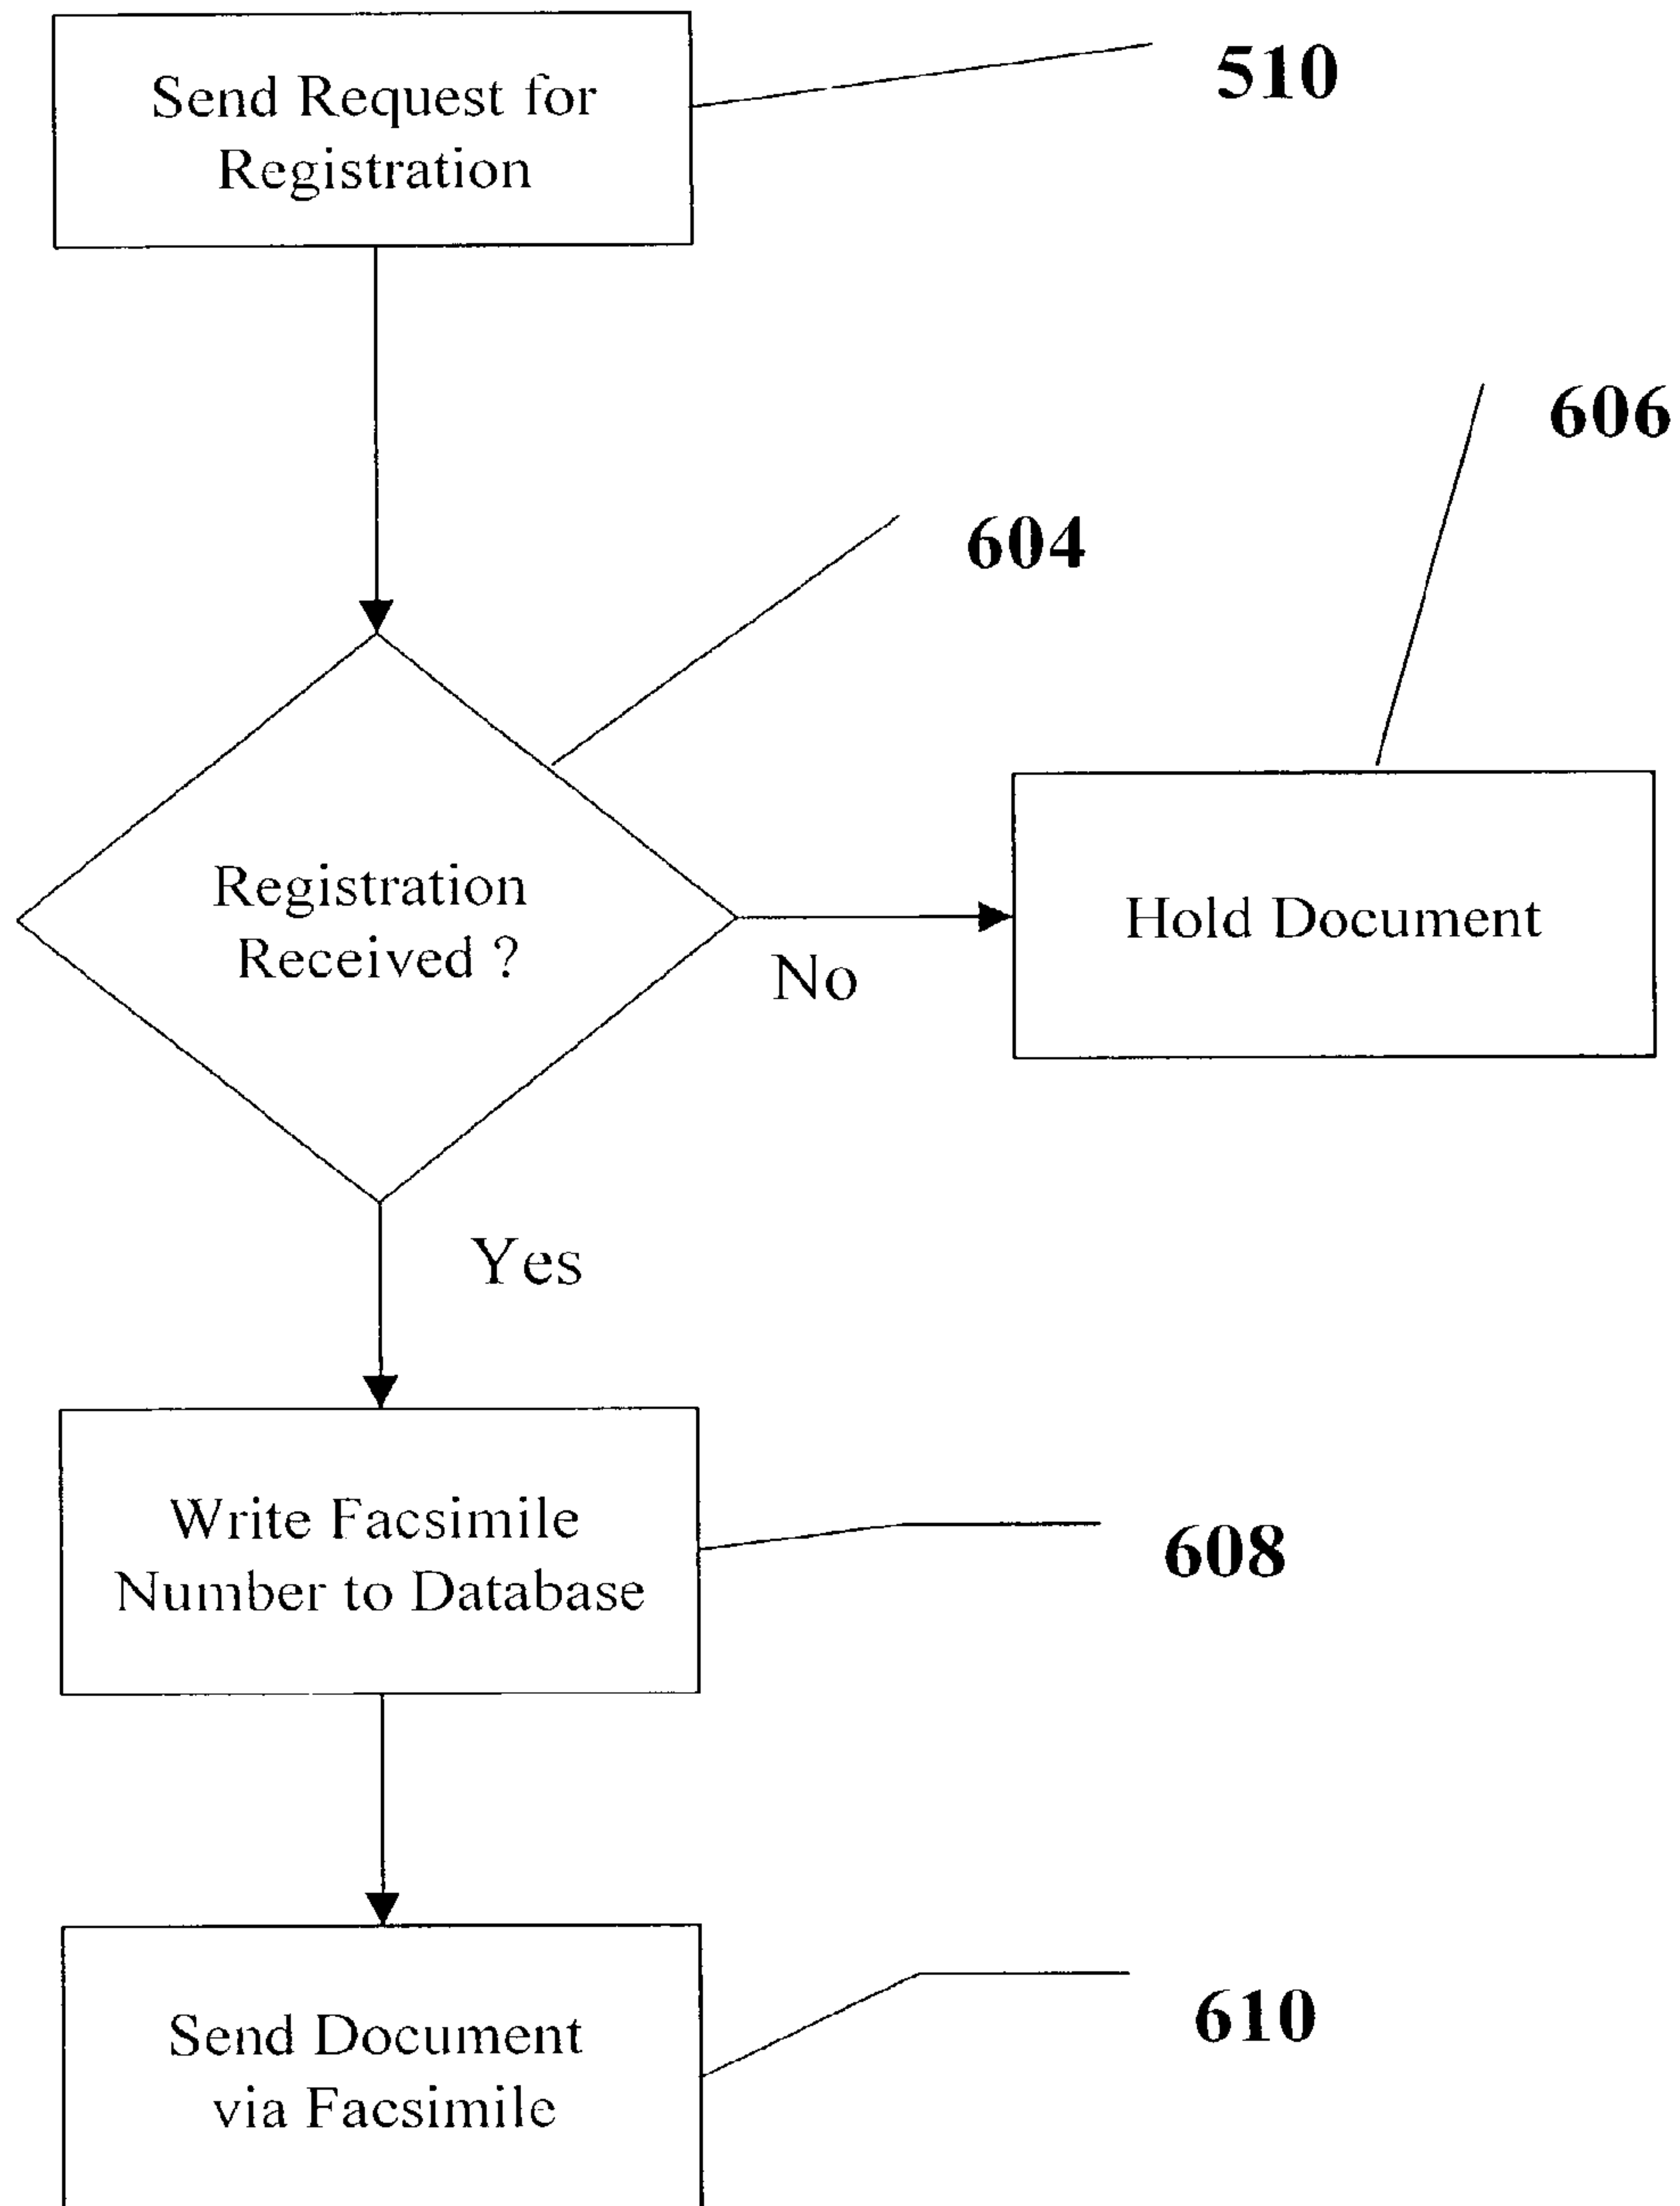 Send Request for
Registration
510
606
604
Registration
Received ?
No
Hold Document
Yes
Write Facsimile
Number to Database
608
Send Document
via Facsimile
610